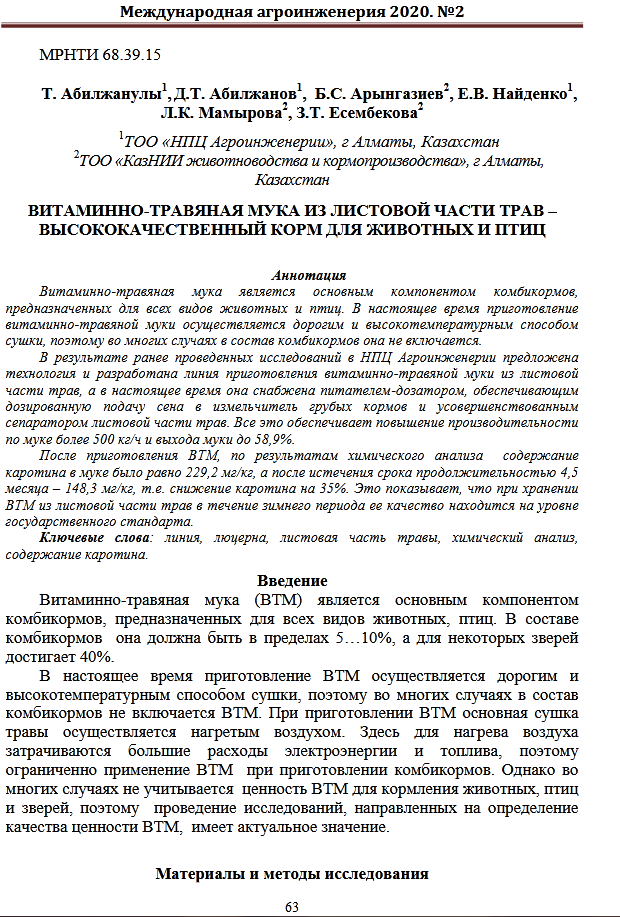 Международная агроинженерия 2020. №2
МРНТИ 68.39.15
Т. Абилжанулы¹, Д.Т. Абилжанов¹, Б.С. Арынгазиев², Е.В. Найденко¹,
Л.К. Мамырова², З.Т. Есембекова²
¹ТОО «НПЦ Агроинженерии», г Алматы, Казахстан
²ТОО «КазНИИ животноводства и кормопроизводства», г Алматы,
Казахстан
ВИТАМИННО-ТРАВЯНАЯ МУКА ИЗ ЛИСТОВОЙ ЧАСТИ ТРАВ –
ВЫСОКОКАЧЕСТВЕННЫЙ КОРМ ДЛЯ ЖИВОТНЫХ И ПТИЦ
Аннотация
Витаминно-травяная мука является основным компонентом комбикормов,
предназначенных для всех видов животных и птиц. В настоящее время приготовление
витаминно-травяной муки осуществляется дорогим и высокотемпературным способом
сушки, поэтому во многих случаях в состав комбикормов она не включается.
В результате ранее проведенных исследований в НПЦ Агроинженерии предложена
технология и разработана линия приготовления витаминно-травяной муки из листовой
части трав, а в настоящее время она снабжена питателем-дозатором, обеспечивающим
дозированную подачу сена в измельчитель грубых кормов и усовершенствованным
сепаратором листовой части трав. Все это обеспечивает повышение производительности
по муке более 500 кг/ч и выхода муки до 58,9%.
После приготовления ВТМ, по результатам химического анализа содержание
каротина в муке было равно 229,2 мг/кг, а после истечения срока продолжительностью 4,5
месяца – 148,3 мг/кг, т.е. снижение каротина на 35%. Это показывает, что при хранении
ВТМ из листовой части трав в течение зимнего периода ее качество находится на уровне
государственного стандарта.
Ключевые слова: линия, люцерна, листовая часть травы, химический анализ,
содержание каротина.
Введение
Витаминно-травяная мука (ВТМ) является основным компонентом
комбикормов, предназначенных для всех видов животных, птиц. В составе
комбикормов она должна быть в пределах 5…10%, а для некоторых зверей
достигает 40%.
В настоящее время приготовление ВТМ осуществляется дорогим и
высокотемпературным способом сушки, поэтому во многих случаях в состав
комбикормов не включается ВТМ. При приготовлении ВТМ основная сушка
травы осуществляется нагретым воздухом. Здесь для нагрева воздуха
затрачиваются большие расходы электроэнергии и топлива, поэтому
ограниченно применение ВТМ при приготовлении комбикормов. Однако во
многих случаях не учитывается ценность ВТМ для кормления животных, птиц
и зверей, поэтому проведение исследований, направленных на определение
качества ценности ВТМ, имеет актуальное значение.
Материалы и методы исследования
63